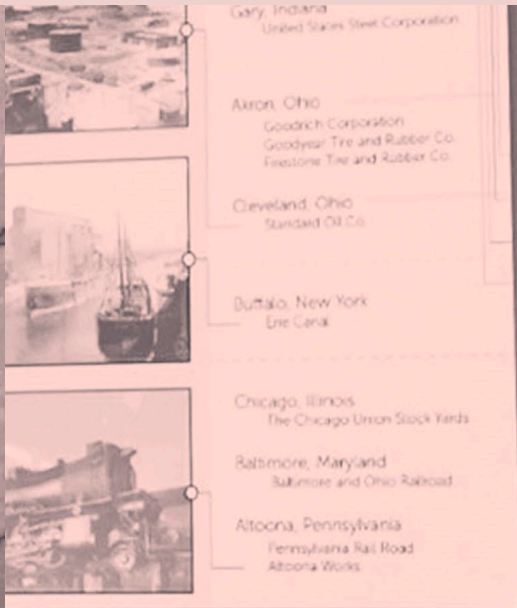 Gary, Indiana
United States Steel Corporation
Akron, Ohio
Goodrich Corporation
Goodyear Tire and Rubber Co.
Firestone Tire and Rubber Co.
Cleveland, Ohio
Standard Oil Co.
Buffalo, New York
Erie Canal
Chicago, Illinois
The Chicago Union Stock Yards
Baltimore, Maryland
Baltimore and Ohio Railroad
Altoona, Pennsylvania
Pennsylvania Rail Road
Altoona Works